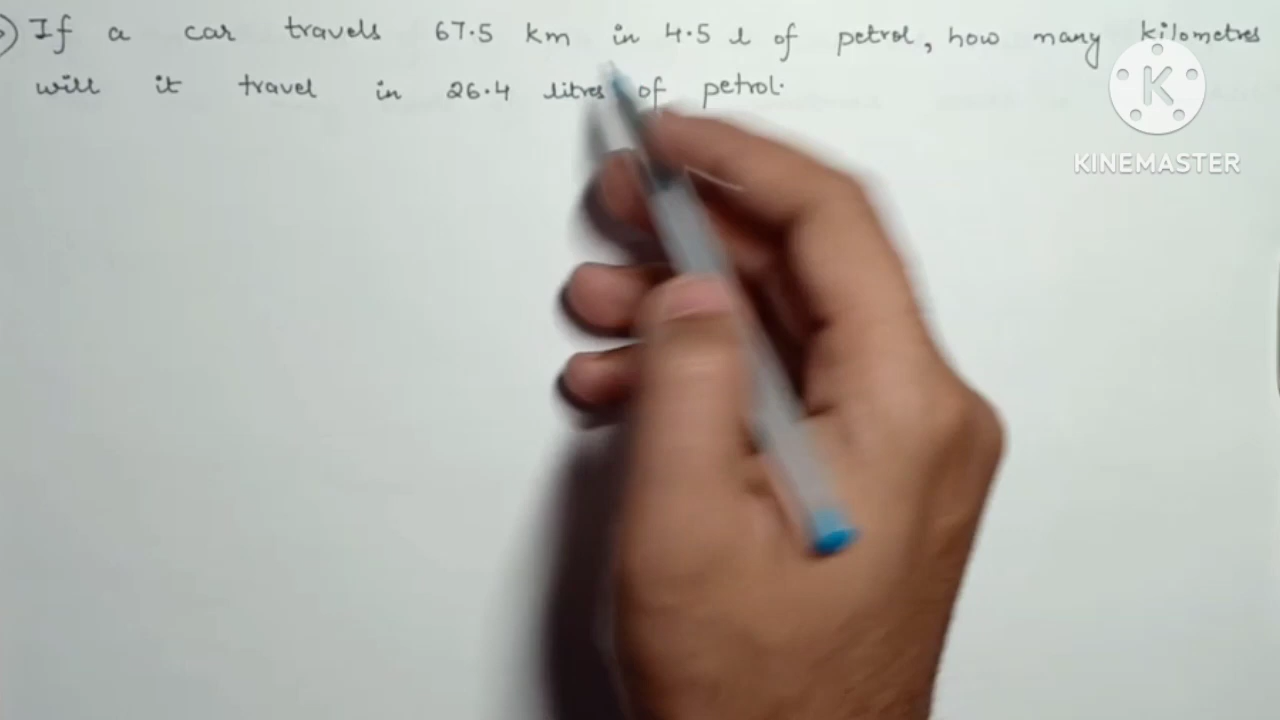 If a car travels 67.5 km in 4.5 l of petrol, how many kilometres
will it travel in 26.4 litres of petrol.
K
KINEMASTER